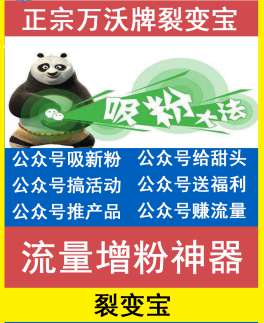 正宗万沃牌裂变宝
吸粉大法
公众号吸新粉 公众号给甜头
公众号搞活动 公众号送福利
公众号推产品 公众号赚流量
流量增粉神器
裂变宝